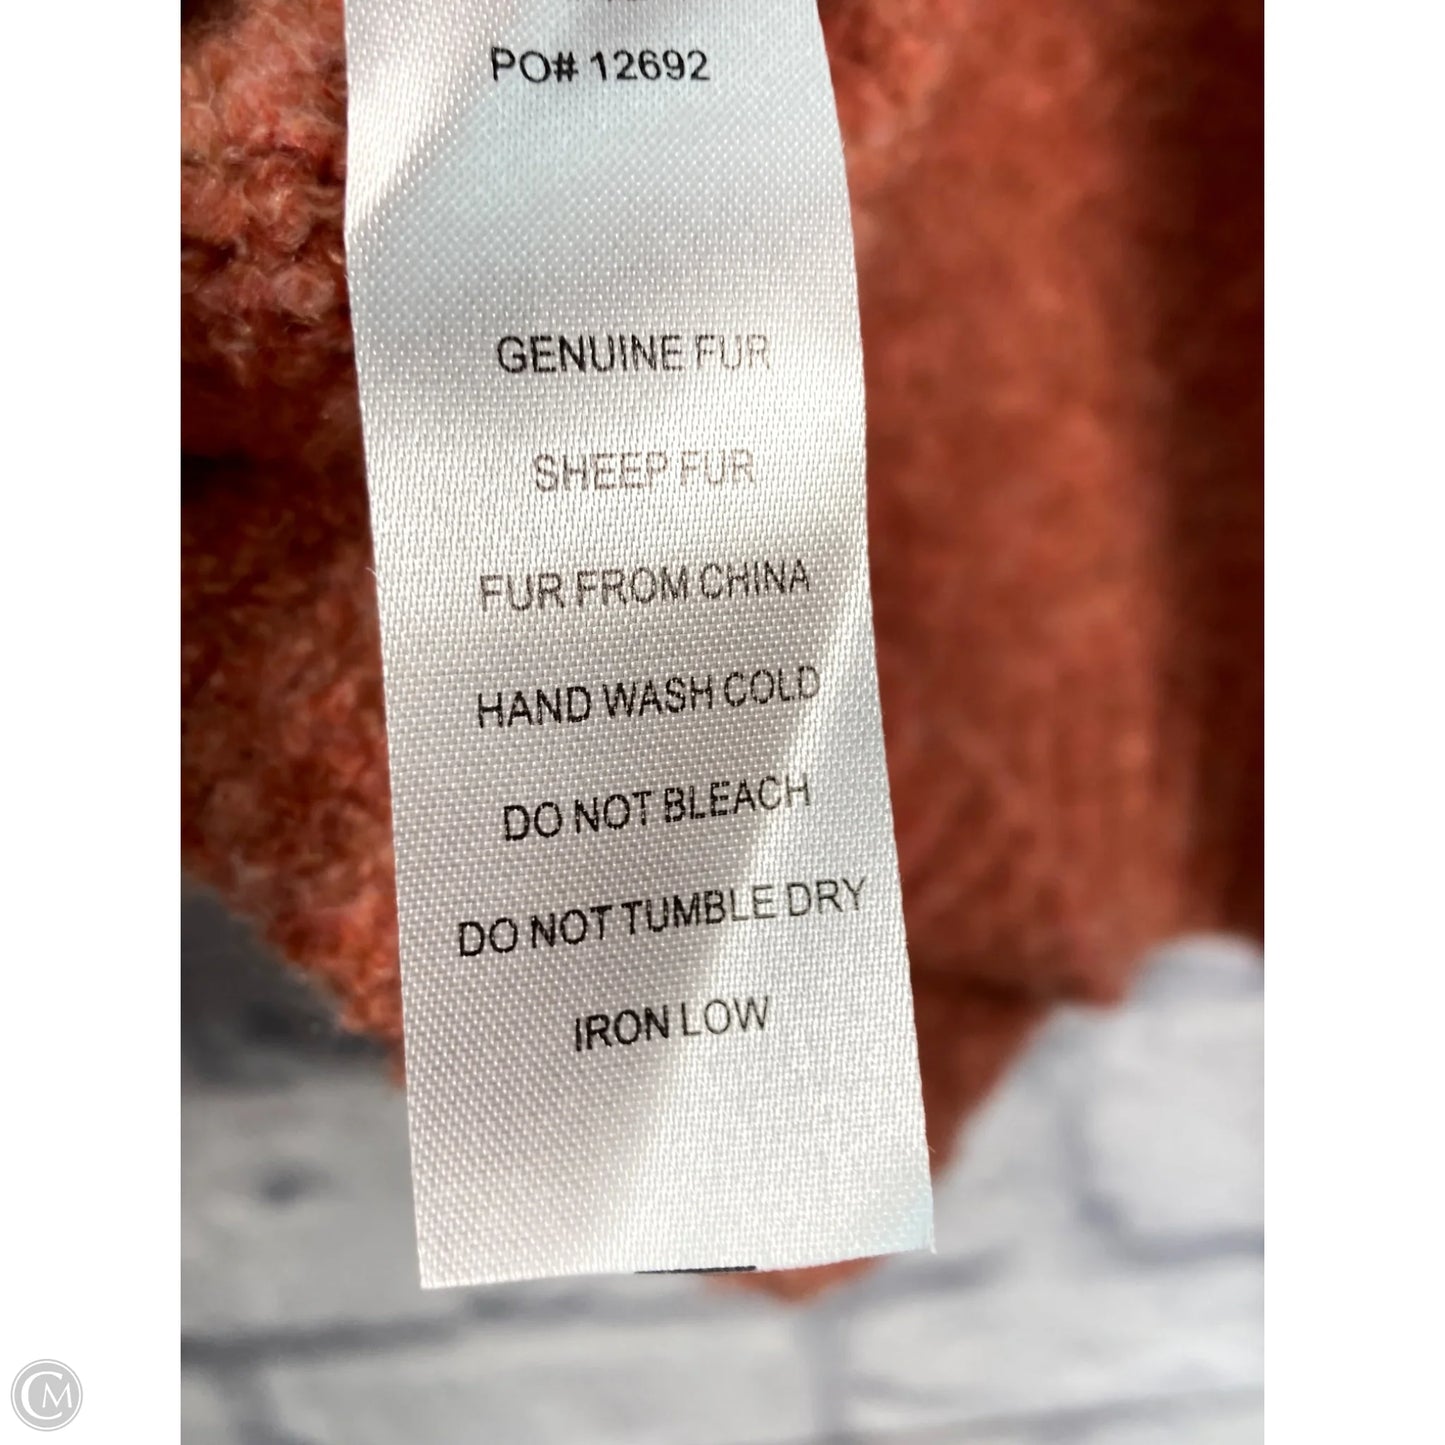 PO# 12692
GENUINE FUR
SHEEP FUR
FUR FROM CHINA
HAND WASH COLD
DO NOT BLEACH
DO NOT TUMBLE DRY
IRON LOW
CM